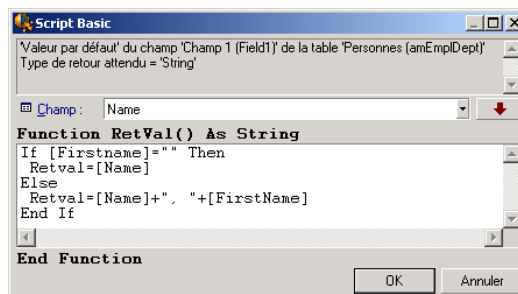 Script Basic
'Valeur par défaut' du champ 'Champ 1 (Field1)' de la table 'Personnes (amEmplDept)'
Type de retour attendu = 'String'
Champ : Name
Function RetVal() As String
If [Firstname]="" Then
Retval=[Name]
Else
Retval=[Name]+", "+[FirstName]
End If
End Function
OK Annuler